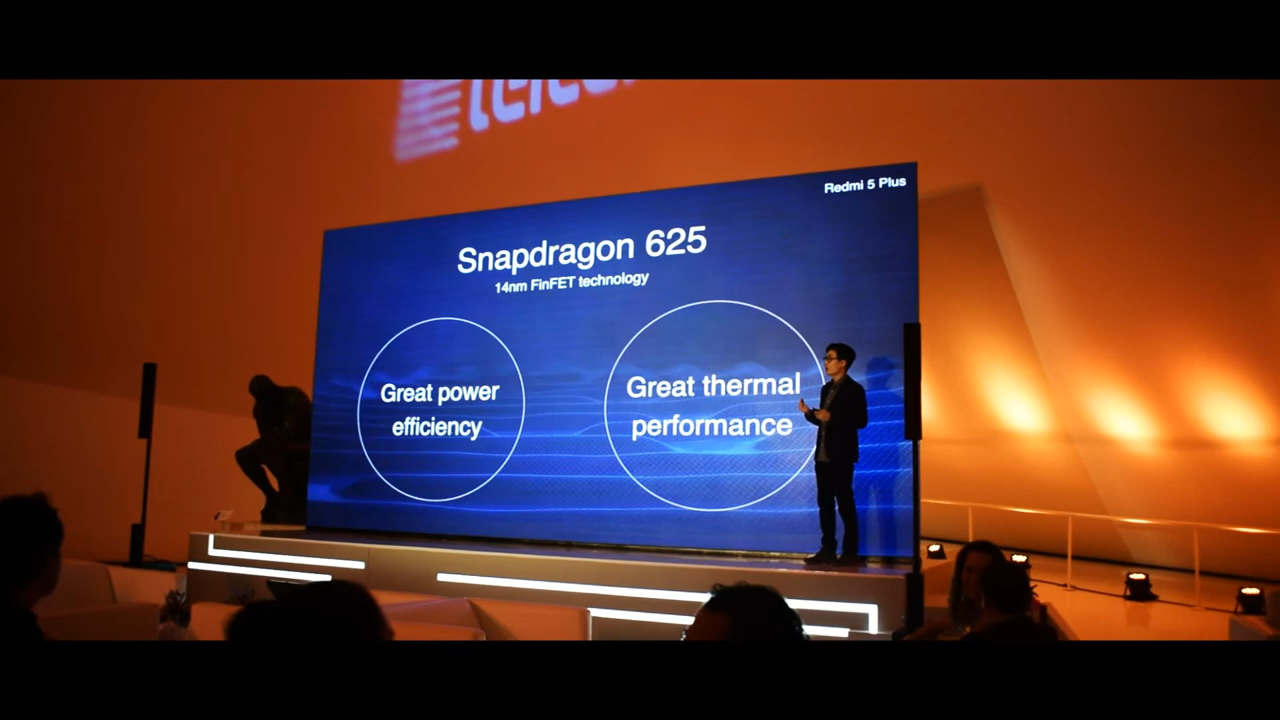 Redmi 5 Plus
Snapdragon 625
14nm FinFET technology
Great power
efficiency
Great thermal
performance